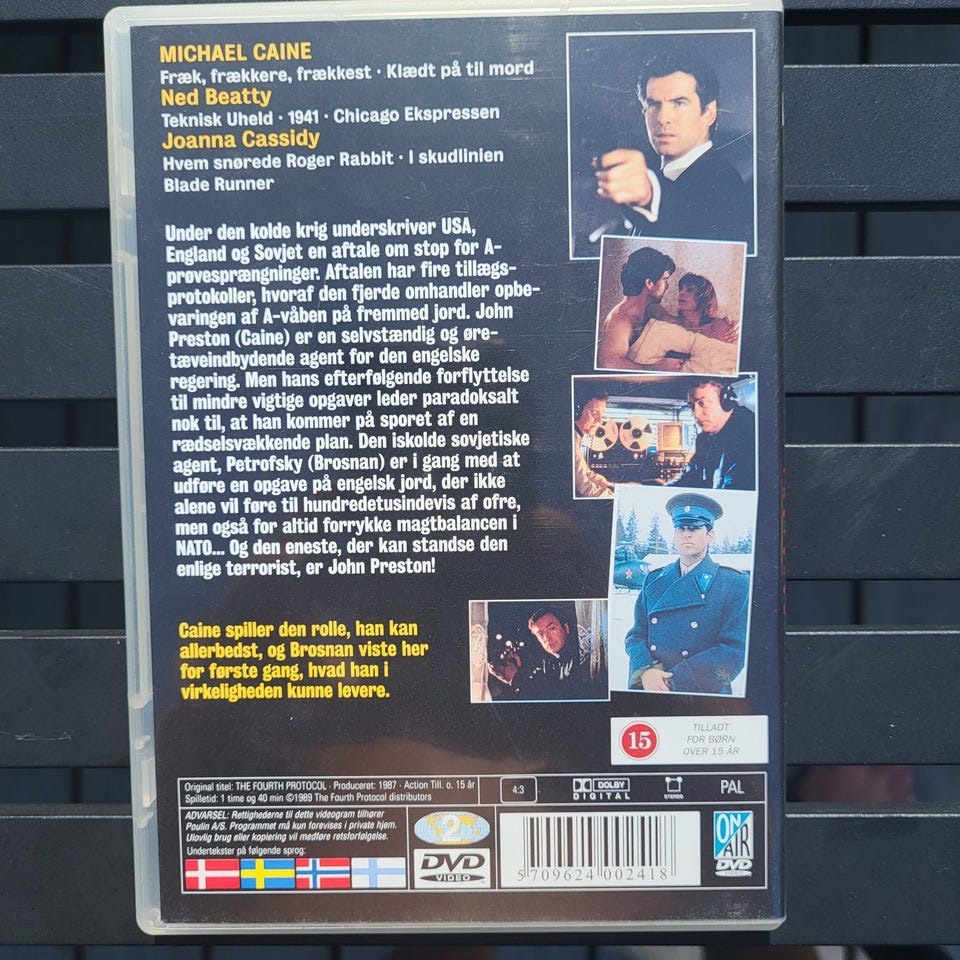 MICHAEL CAINE
Fræk, frækkere, frækkest · Klædt på til mord
Ned Beatty
Teknisk Uheld · 1941 · Chicago Ekspressen
Joanna Cassidy
Hvem snørede Roger Rabbit · I skudlinien
Blade Runner
Under den kolde krig underskriver USA,
England og Sovjet en aftale om stop for A-
prøvesprængninger. Aftalen har fire tillægs-
protokoller, hvoraf den fjerde omhandler opbe-
varingen af A-våben på fremmed jord. John
Preston (Caine) er en selvstændig og øre-
tæveindbydende agent for den engelske
regering. Men hans efterfølgende forflyttelse
til mindre vigtige opgaver leder paradoksalt
nok til, at han kommer på sporet af en
rædselsvækkende plan. Den iskolde sovjetiske
agent, Petrofsky (Brosnan) er i gang med at
udføre en opgave på engelsk jord, der ikke
alene vil føre til hundredetusindevis af ofre,
men også for altid forrykke magtbalancen i
NATO... Og den eneste, der kan standse den
enlige terrorist, er John Preston!
Caine spiller den rolle, han kan
allerbedst, og Brosnan viste her
for første gang, hvad han i
virkeligheden kunne levere.
15
TILLADT
FOR BØRN
OVER 15 ÅR
Original titel: THE FOURTH PROTOCOL · Produceret: 1987 · Action Till. o. 15 år
Spilletid: 1 time og 40 min ©1989 The Fourth Protocol distributors
4:3
DOLBY
DIGITAL
STEREO
PAL
ADVARSEL: Rettighederne til dette videogram tilhører
Poulin A/S. Programmet må kun forevises i private hjem.
Ulovlig brug eller kopiering vil medføre retsforfølgelse.
Undertekster på følgende sprog:
2
DVD
VIDEO
5 709624 002418
ON
AIR
DVD
VIDEO